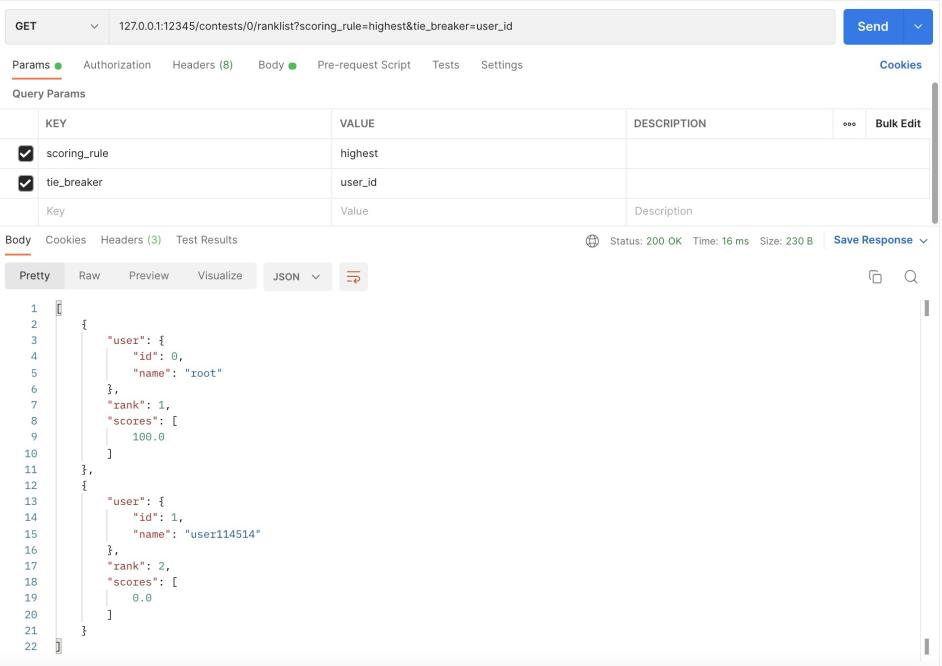 GET 127.0.0.1:12345/contests/0/ranklist?scoring_rule=highest&tie_breaker=user_id Send
Params Authorization Headers (8) Body Pre-request Script Tests Settings Cookies
Query Params
KEY VALUE DESCRIPTION ooo Bulk Edit
scoring_rule highest
tie_breaker user_id
Key Value Description
Body Cookies Headers (3) Test Results Status: 200 OK Time: 16 ms Size: 230 B Save Response
Pretty Raw Preview Visualize JSON
1 [
2 {
3 "user": {
4 "id": 0,
5 "name": "root"
6 },
7 "rank": 1,
8 "scores": [
9 100.0
10 ]
11 },
12 {
13 "user": {
14 "id": 1,
15 "name": "user114514"
16 },
17 "rank": 2,
18 "scores": [
19 0.0
20 ]
21 }
22 ]